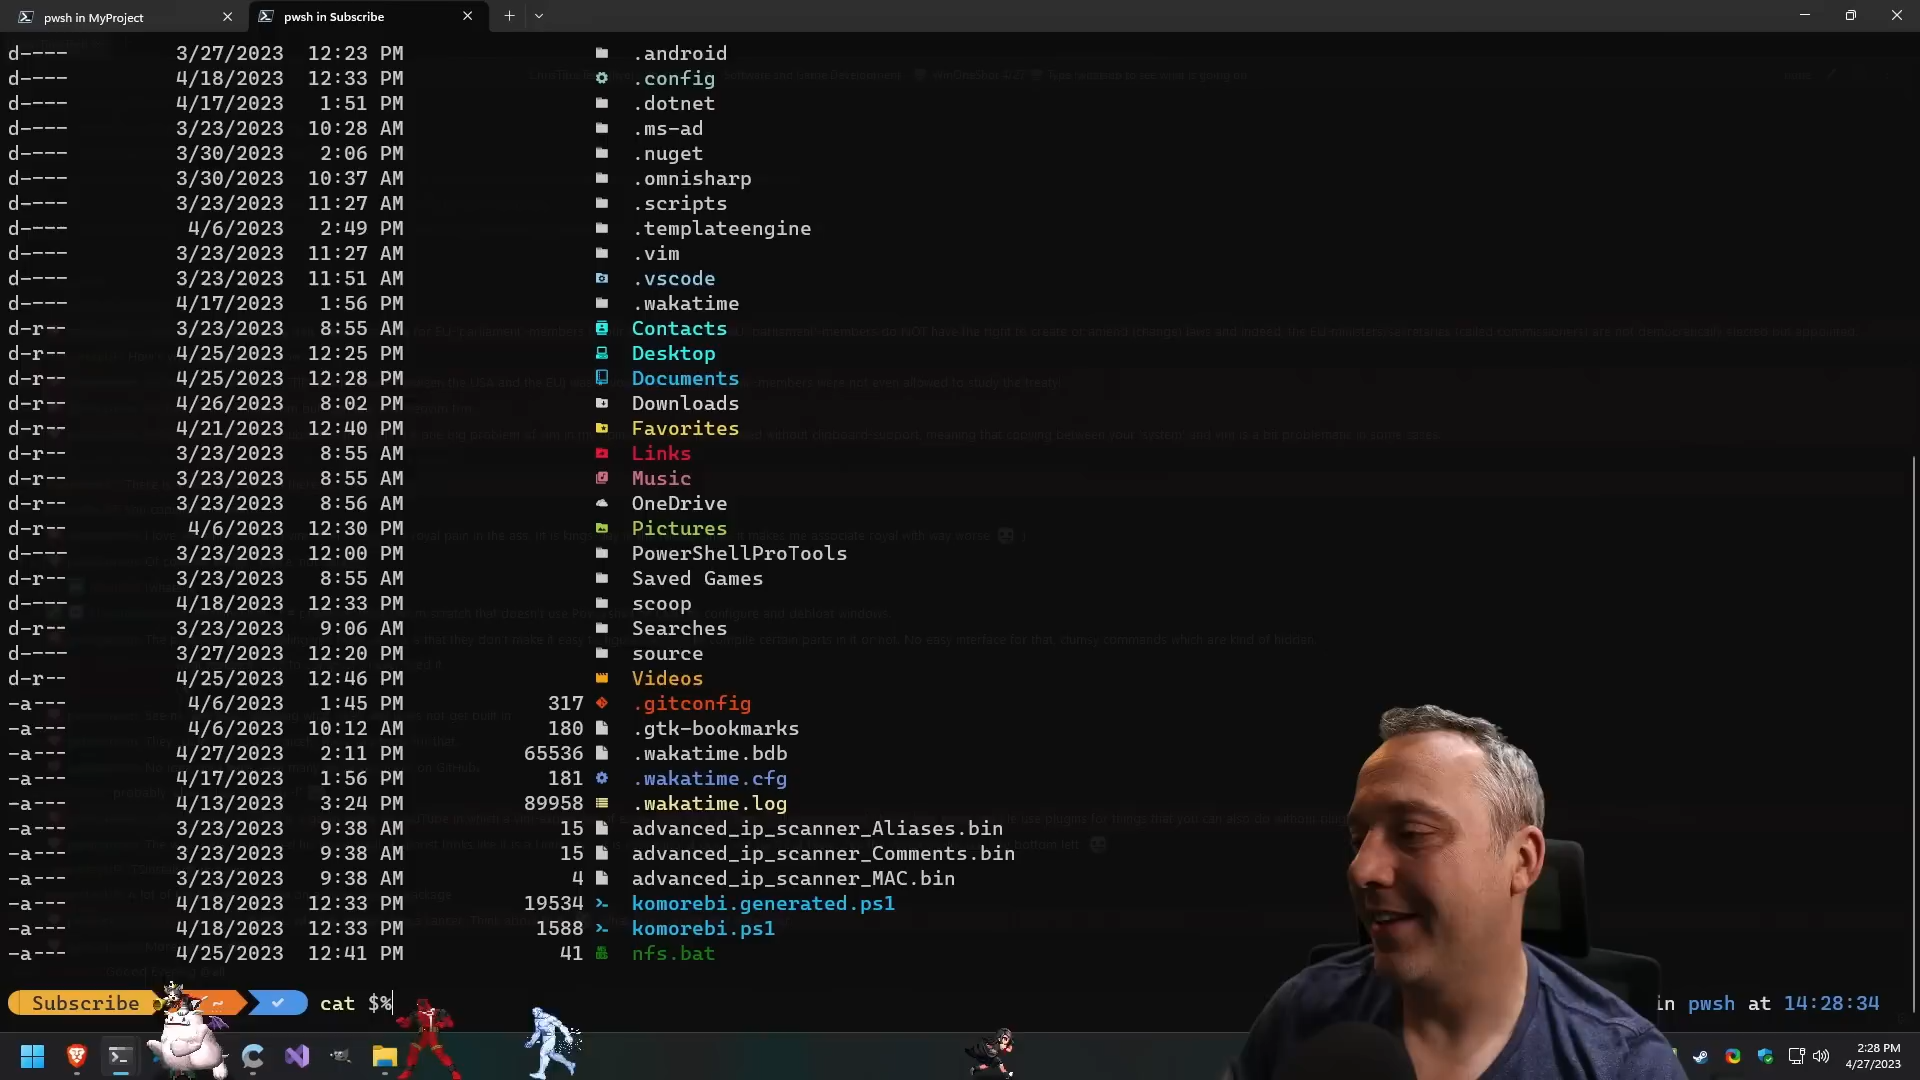 pwsh in MyProject
pwsh in Subscribe
d---- 3/27/2023 12:23 PM .android
d---- 4/18/2023 12:33 PM .config
d---- 4/17/2023 1:51 PM .dotnet
d---- 3/23/2023 10:28 AM .ms-ad
d---- 3/30/2023 2:06 PM .nuget
d---- 3/30/2023 10:37 AM .omnisharp
d---- 3/23/2023 11:27 AM .scripts
d---- 4/6/2023 2:49 PM .templateengine
d---- 3/23/2023 11:27 AM .vim
d---- 3/23/2023 11:51 AM .vscode
d---- 4/17/2023 1:56 PM .wakatime
d-r-- 3/23/2023 8:55 AM Contacts
d-r-- 4/25/2023 12:25 PM Desktop
d-r-- 4/25/2023 12:28 PM Documents
d-r-- 4/26/2023 8:02 PM Downloads
d-r-- 4/21/2023 12:40 PM Favorites
d-r-- 3/23/2023 8:55 AM Links
d-r-- 3/23/2023 8:55 AM Music
d-r-- 3/23/2023 8:56 AM OneDrive
d-r-- 4/6/2023 12:30 PM Pictures
d---- 3/23/2023 12:00 PM PowerShellProTools
d-r-- 3/23/2023 8:55 AM Saved Games
d---- 4/18/2023 12:33 PM scoop
d-r-- 3/23/2023 9:06 AM Searches
d---- 3/27/2023 12:20 PM source
d-r-- 4/25/2023 12:46 PM Videos
-a--- 4/6/2023 1:45 PM 317 .gitconfig
-a--- 4/6/2023 10:12 AM 180 .gtk-bookmarks
-a--- 4/27/2023 2:11 PM 65536 .wakatime.bdb
-a--- 4/17/2023 1:56 PM 181 .wakatime.cfg
-a--- 4/13/2023 3:24 PM 89958 .wakatime.log
-a--- 3/23/2023 9:38 AM 15 advanced_ip_scanner_Aliases.bin
-a--- 3/23/2023 9:38 AM 15 advanced_ip_scanner_Comments.bin
-a--- 3/23/2023 9:38 AM 4 advanced_ip_scanner_MAC.bin
-a--- 4/18/2023 12:33 PM 19534 komorebi.generated.ps1
-a--- 4/18/2023 12:33 PM 1588 komorebi.ps1
-a--- 4/25/2023 12:41 PM 41 nfs.bat
Subscribe ~ cat $% in pwsh at 14:28:34
2:28 PM
4/27/2023